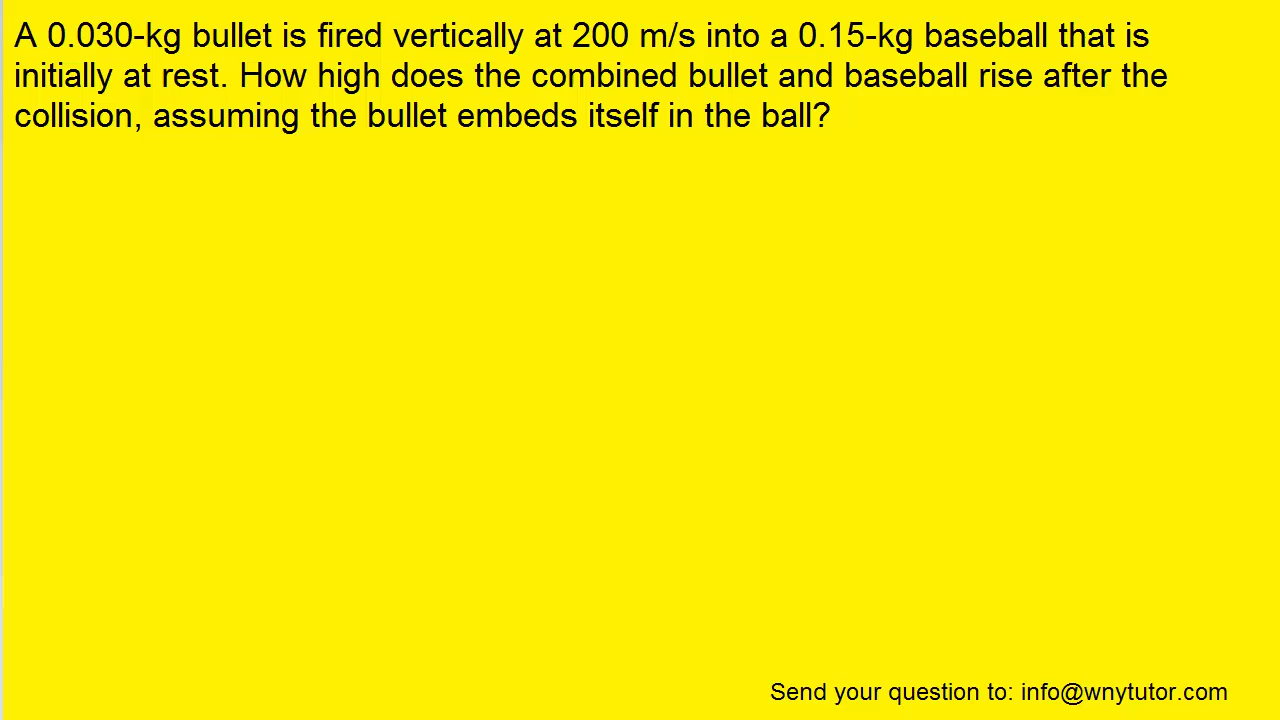 A 0.030-kg bullet is fired vertically at 200 m/s into a 0.15-kg baseball that is
initially at rest. How high does the combined bullet and baseball rise after the
collision, assuming the bullet embeds itself in the ball?
Send your question to: info@wnytutor.com